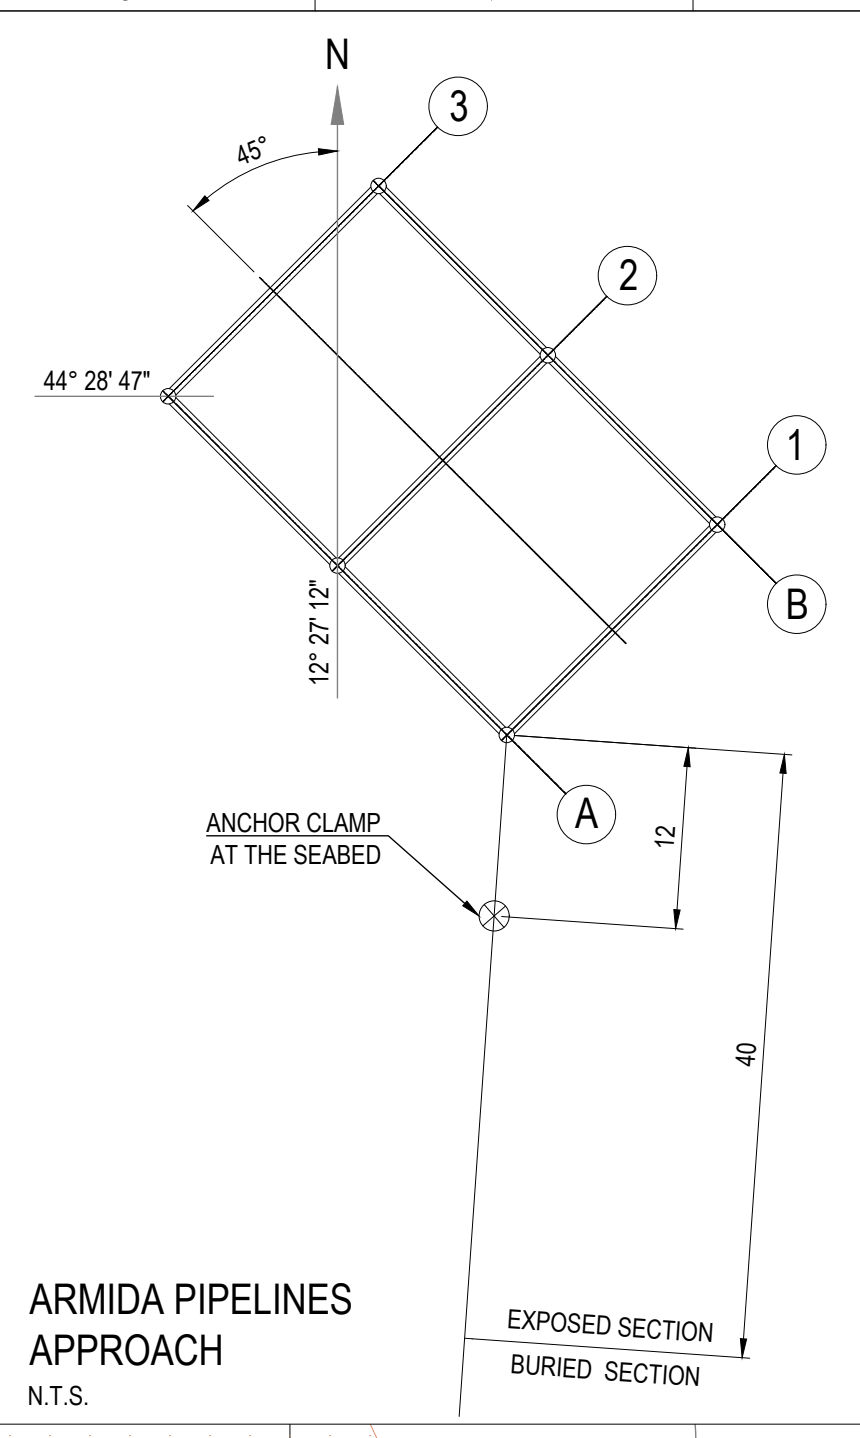 N
3
45°
2
44° 28' 47"
1
12° 27' 12"
B
A
ANCHOR CLAMP
AT THE SEABED
12
40
ARMIDA PIPELINES
APPROACH
N.T.S.
EXPOSED SECTION
BURIED SECTION